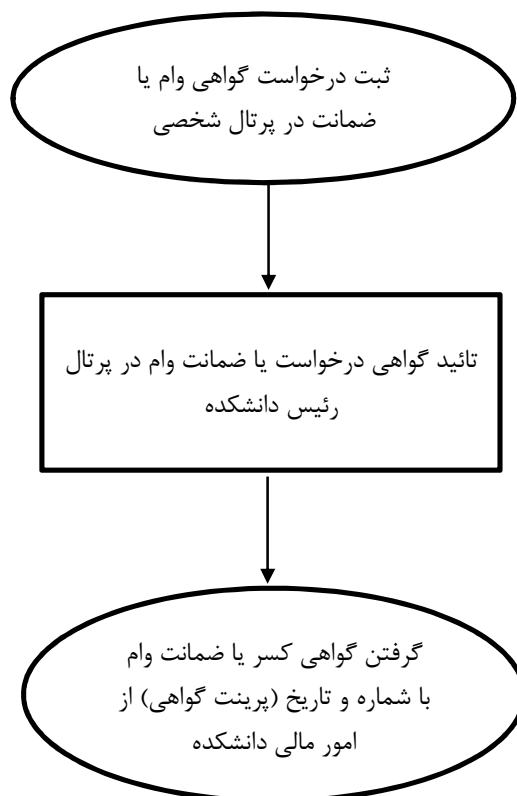 ثبت درخواست گواهی وام یا
ضمانت در پرتال شخصی
تائید گواهی درخواست یا ضمانت وام در پرتال
رئیس دانشکده
گرفتن گواهی کسر یا ضمانت وام
با شماره و تاریخ (پرینت گواهی) از
امور مالی دانشکده